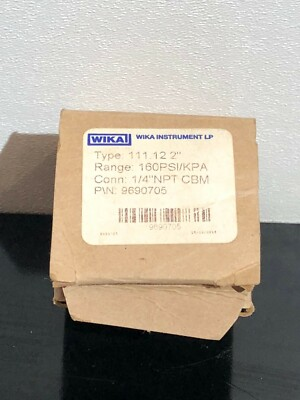 WIKA WIKA INSTRUMENT LP
Type: 111.12 2"
Range: 160PSI/KPA
Conn: 1/4"NPT CBM
P\N: 9690705
9690705